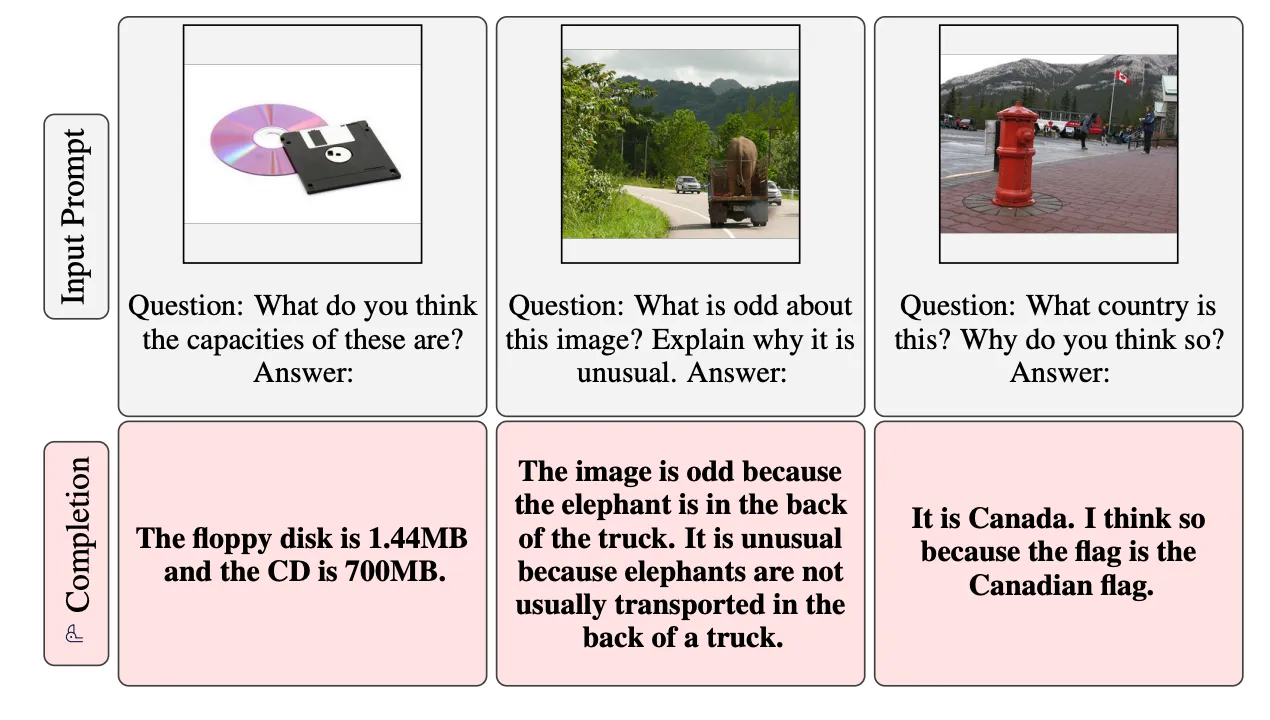 Input Prompt
Question: What do you think
the capacities of these are?
Answer:
Question: What is odd about
this image? Explain why it is
unusual. Answer:
Question: What country is
this? Why do you think so?
Answer:
Completion
The floppy disk is 1.44MB
and the CD is 700MB.
The image is odd because
the elephant is in the back
of the truck. It is unusual
because elephants are not
usually transported in the
back of a truck.
It is Canada. I think so
because the flag is the
Canadian flag.